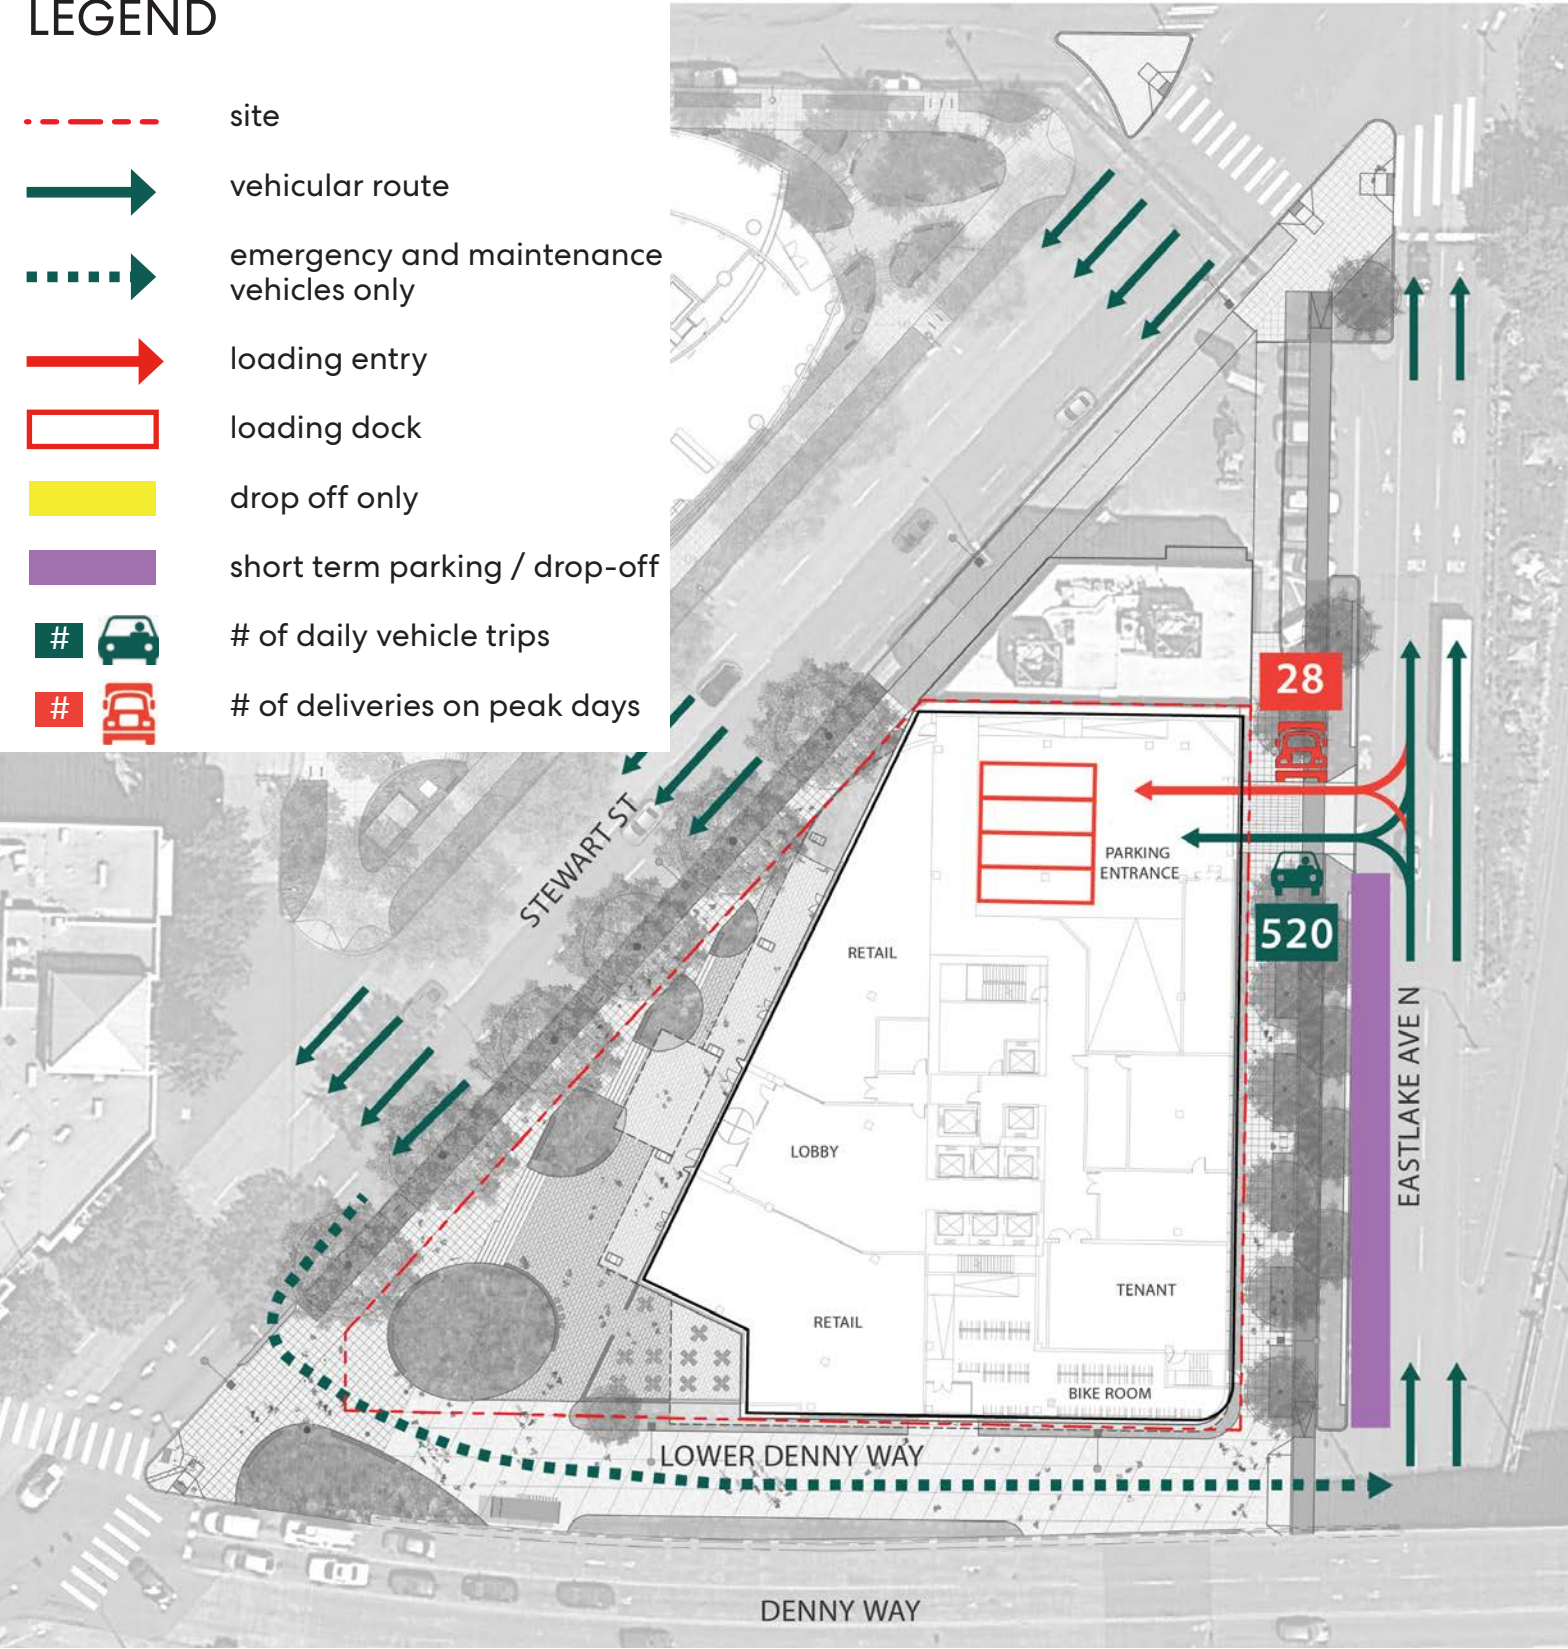 LEGEND
site
vehicular route
emergency and maintenance
vehicles only
loading entry
loading dock
drop off only
short term parking / drop-off
#
# of daily vehicle trips
#
# of deliveries on peak days
28
STEWART ST
PARKING
ENTRANCE
520
RETAIL
EASTLAKE AVE N
LOBBY
TENANT
RETAIL
BIKE ROOM
LOWER DENNY WAY
DENNY WAY